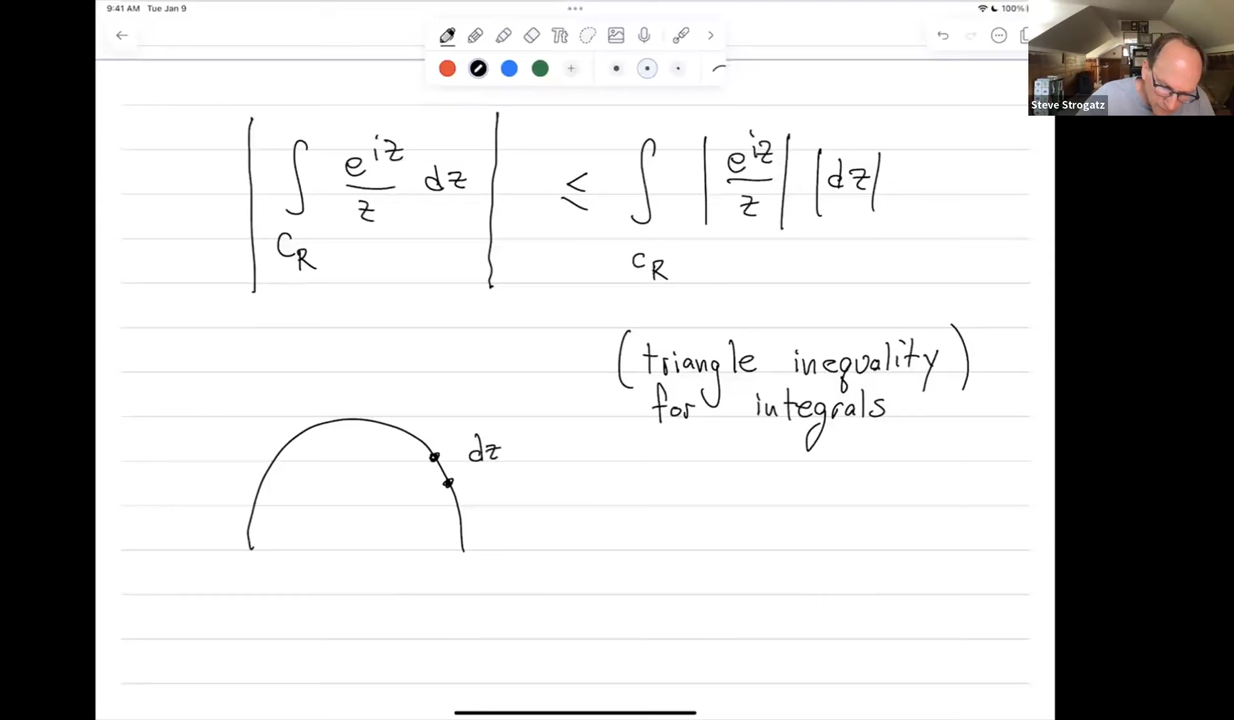 9:41 AM Tue Jan 9
100%
Tt
Steve Strogatz
| ∫_{C_R} e^{iz}/z dz | ≤ ∫_{C_R} | e^{iz}/z | |dz|
(triangle inequality
for integrals)
dz